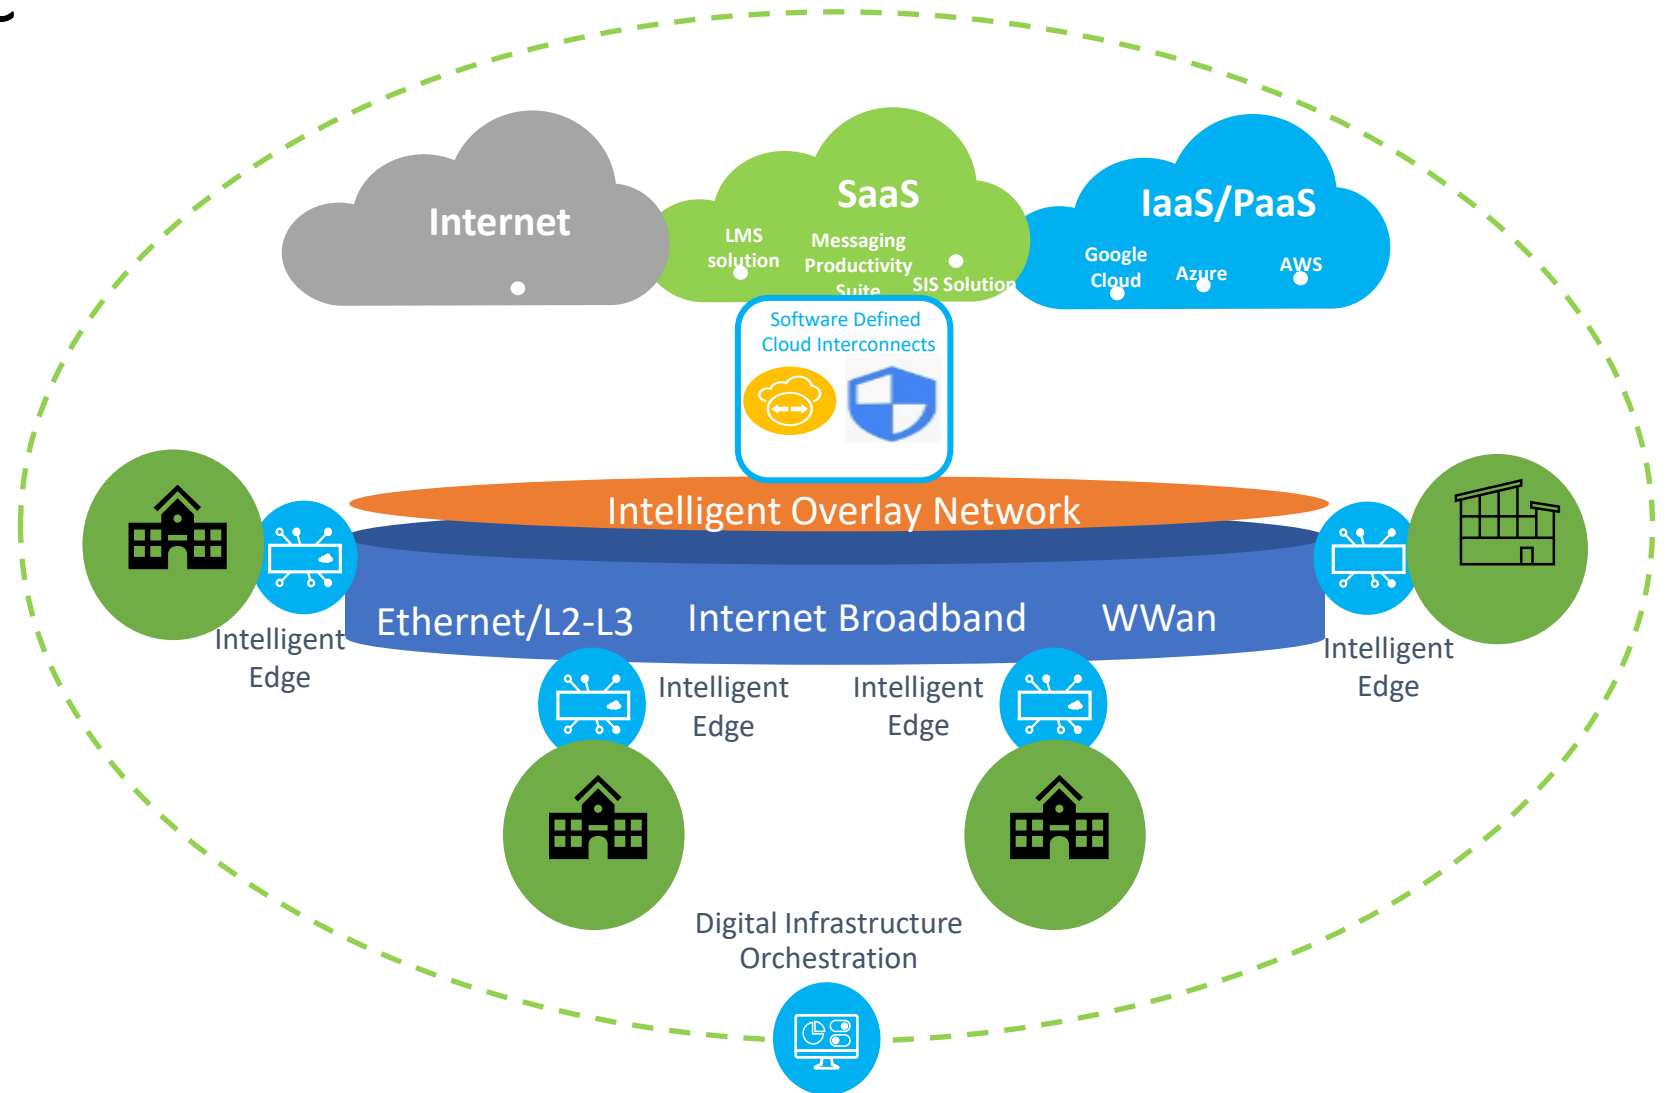 Internet
SaaS
LMS
solution
Messaging
Productivity
Suite
SIS Solution
IaaS/PaaS
Google
Cloud
Azure
AWS
Software Defined
Cloud Interconnects
Intelligent Overlay Network
Ethernet/L2-L3
Internet Broadband
WWan
Intelligent
Edge
Intelligent
Edge
Intelligent
Edge
Intelligent
Edge
Digital Infrastructure
Orchestration